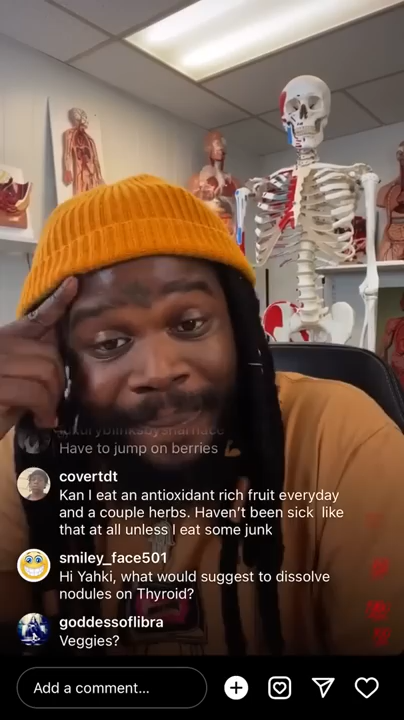 Have to jump on berries 💪
covertdt
Kan I eat an antioxidant rich fruit everyday
and a couple herbs. Haven't been sick  like
that at all unless I eat some junk
smiley_face501
Hi Yahki, what would suggest to dissolve
nodules on Thyroid?
goddessoflibra
Veggies?
Add a comment...